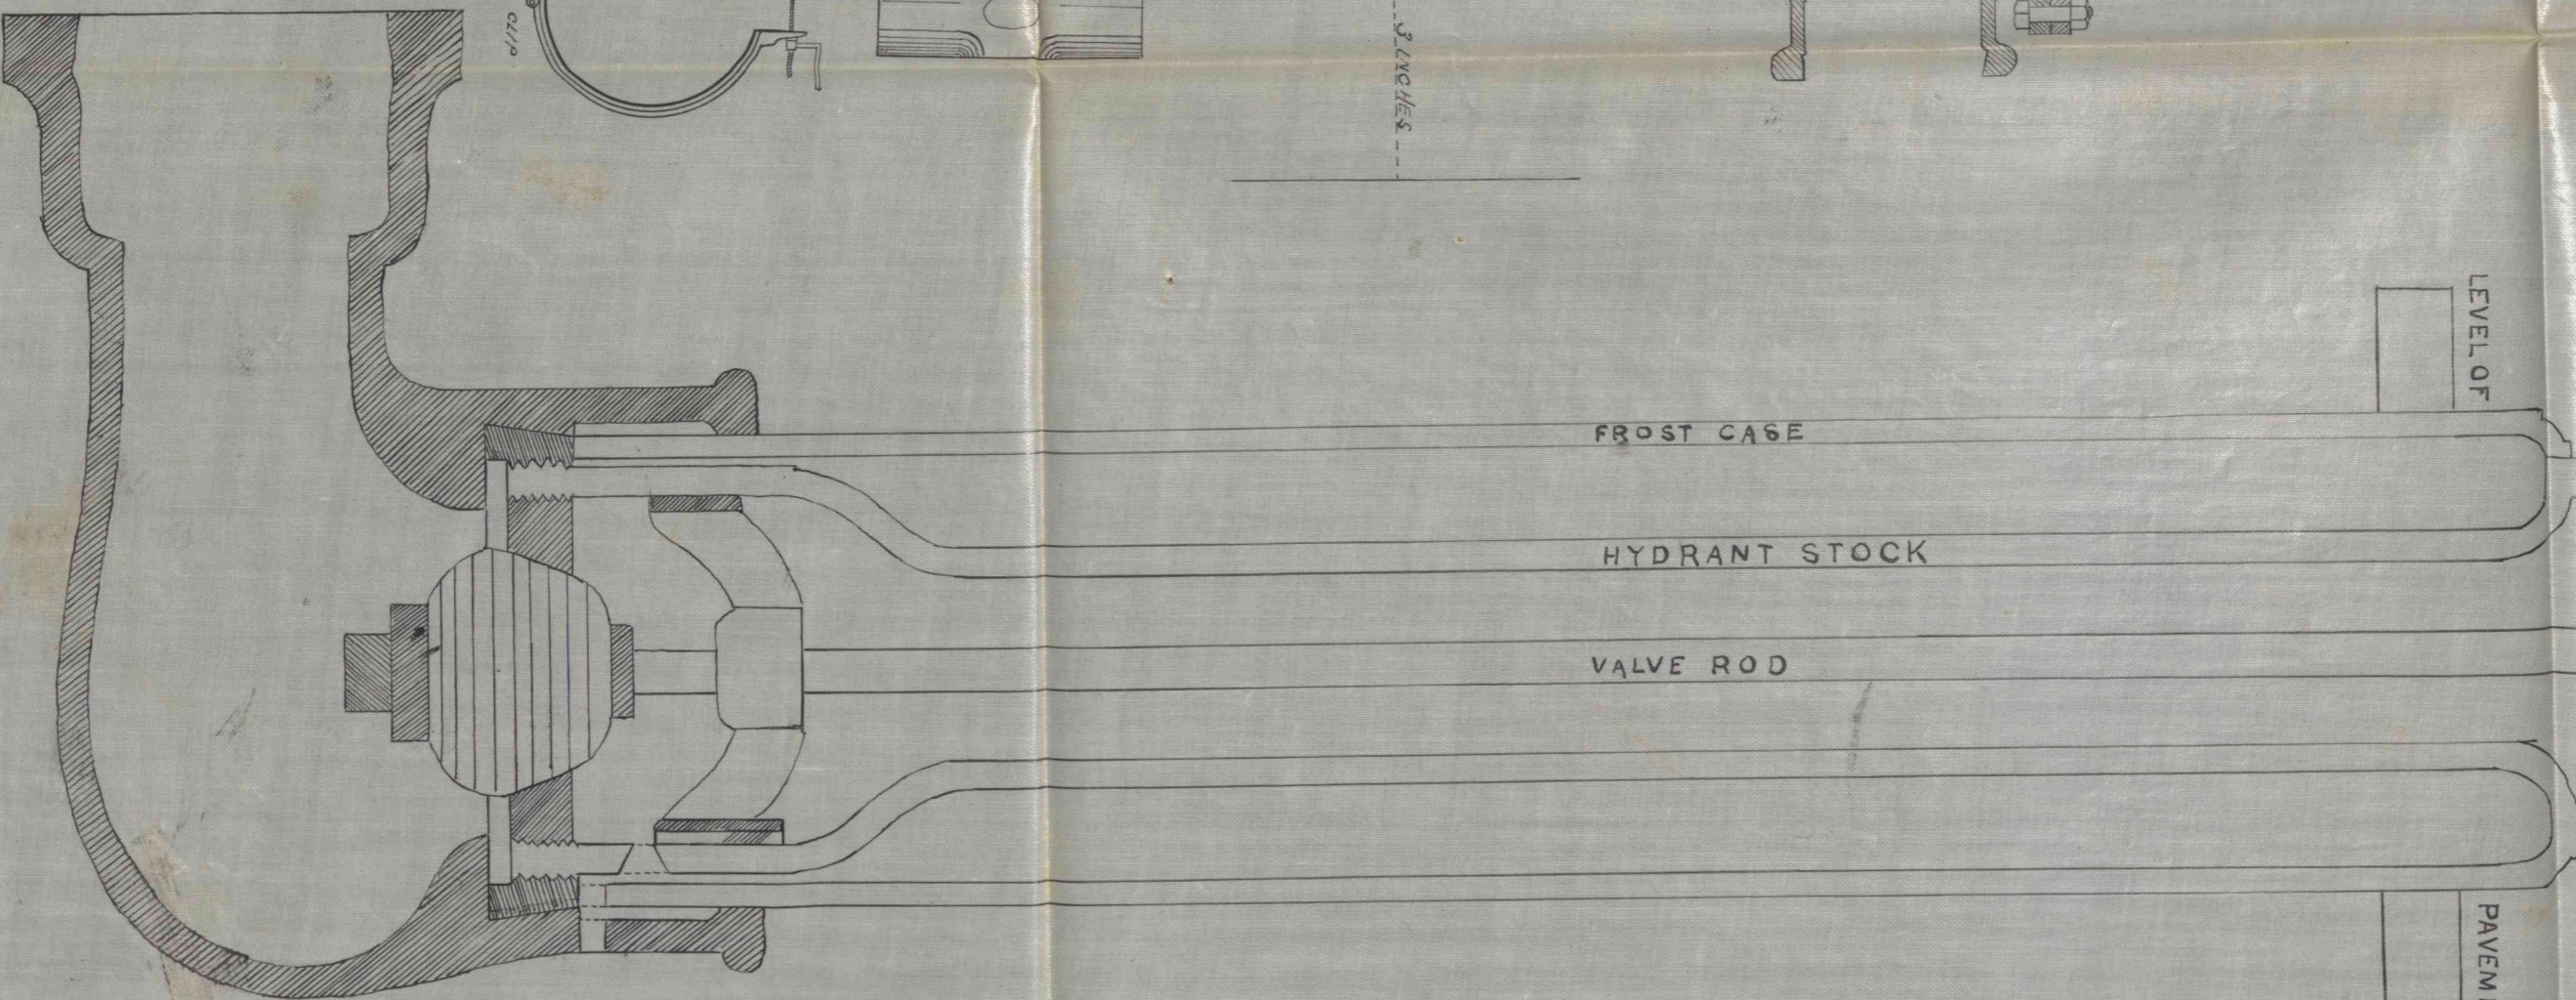 CLIP
3 INCHES
LEVEL OF
FROST CASE
HYDRANT STOCK
VALVE ROD
PAVEM